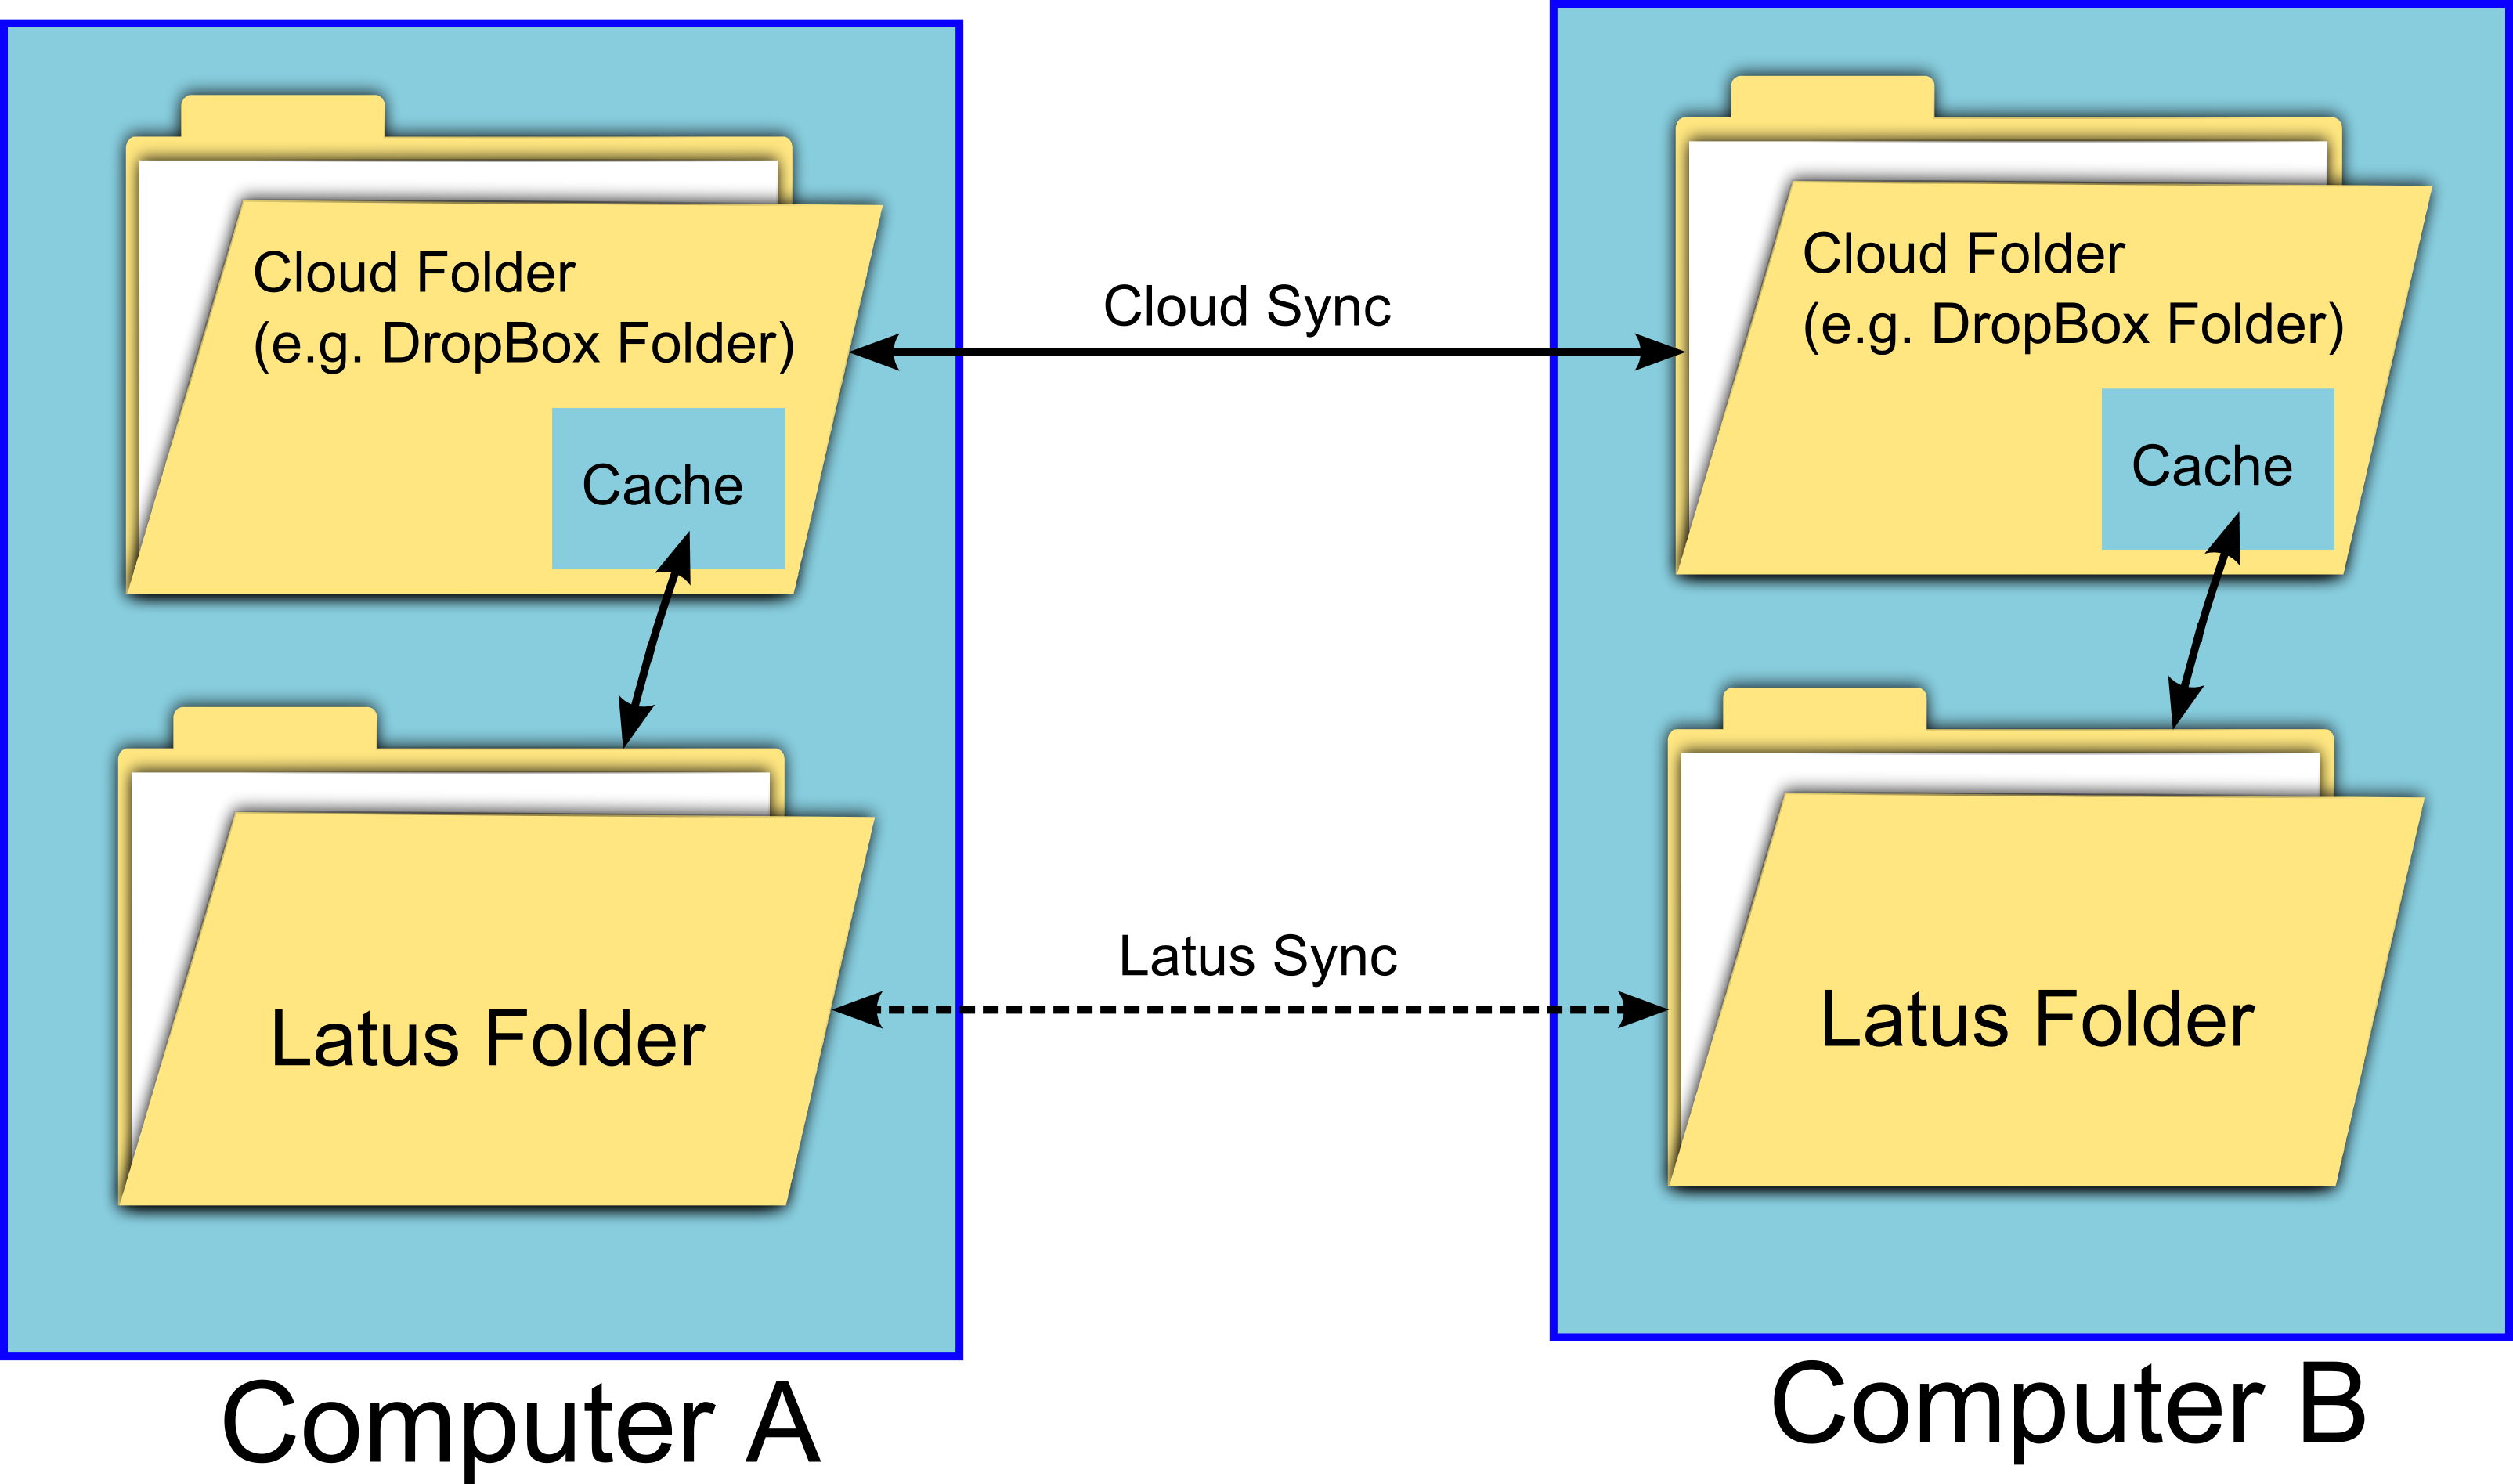 Cloud Folder
(e.g. DropBox Folder)
Cache
Latus Folder
Computer A
Cloud Sync
Latus Sync
Cloud Folder
(e.g. DropBox Folder)
Cache
Latus Folder
Computer B